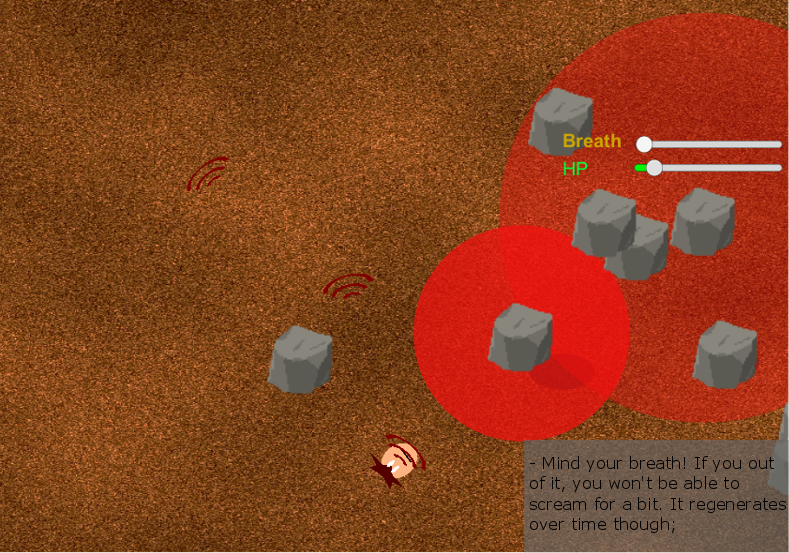 Breath
HP
- Mind your breath! If you out
of it, you won't be able to
scream for a bit. It regenerates
over time though;